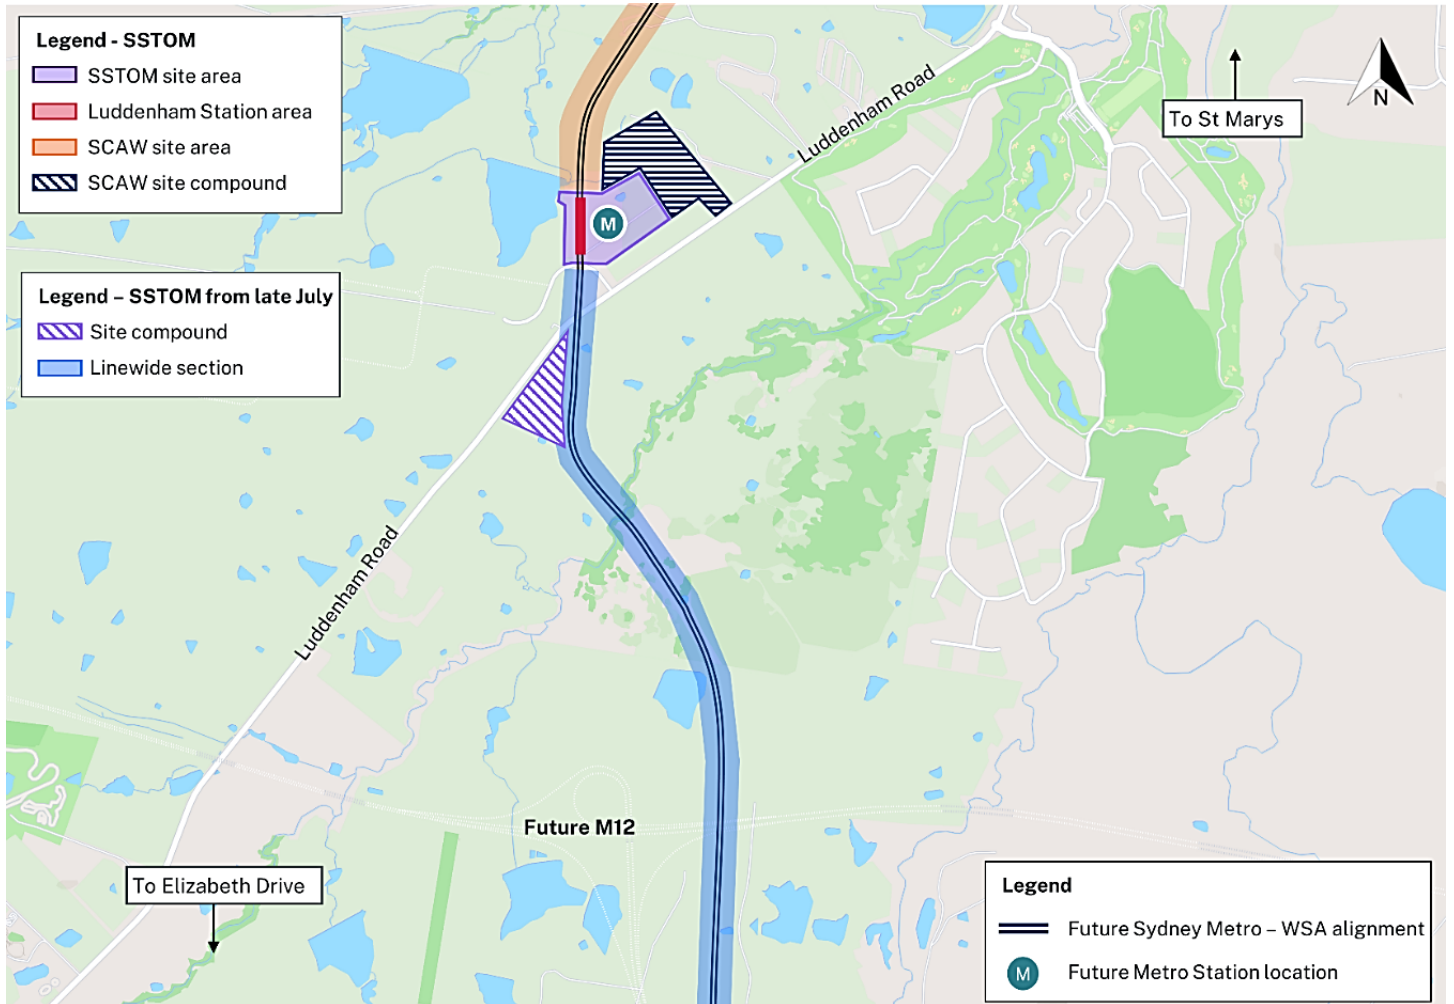 Legend - SSTOM
SSTOM site area
Luddenham Station area
SCAW site area
SCAW site compound
Legend – SSTOM from late July
Site compound
Linewide section
Luddenham Road
To St Marys
N
M
Luddenham Road
Future M12
To Elizabeth Drive
Legend
Future Sydney Metro – WSA alignment
M
Future Metro Station location